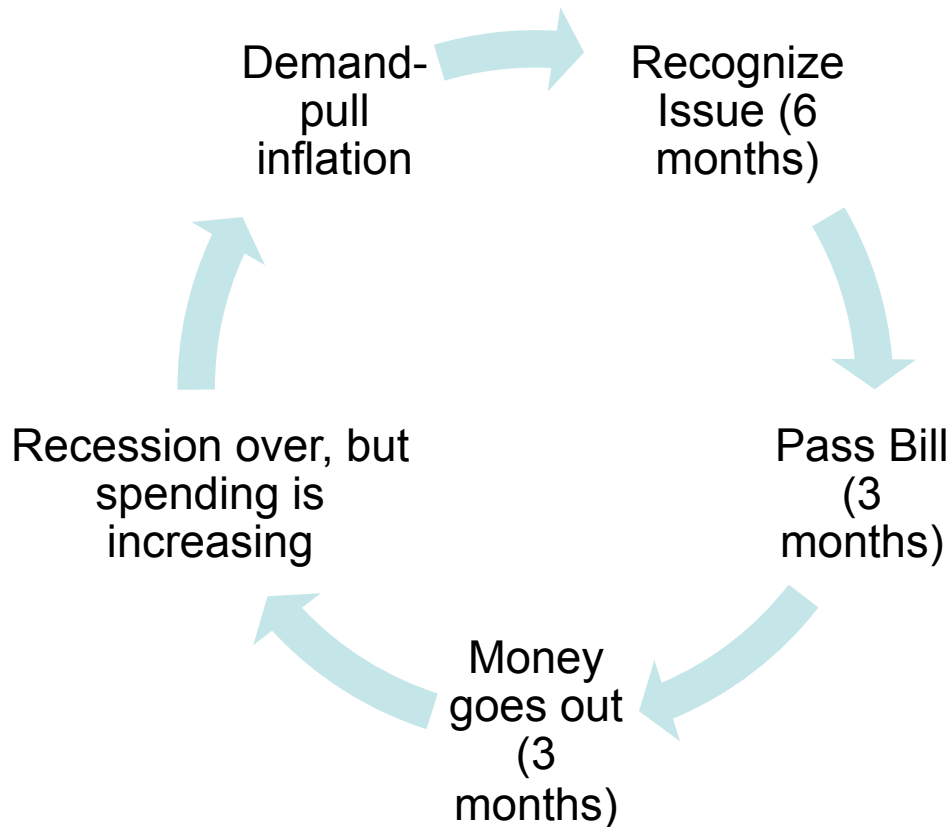 Demand-
pull
inflation
Recognize
Issue (6
months)
Pass Bill
(3
months)
Money
goes out
(3
months)
Recession over, but
spending is
increasing